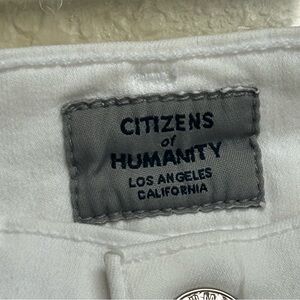 CITIZENS
of
HUMANITY
LOS ANGELES
CALIFORNIA